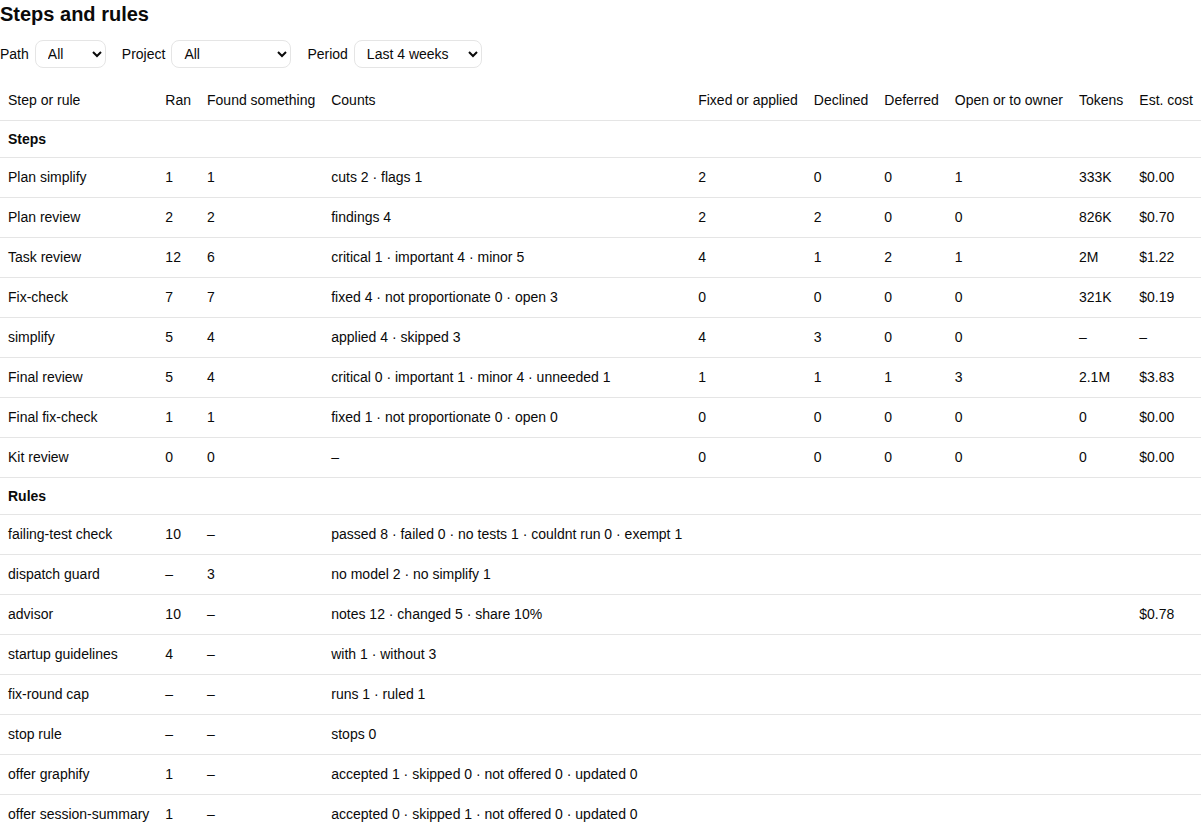 Steps and rules
Path All Project All Period Last 4 weeks
Step or rule Ran Found something Counts Fixed or applied Declined Deferred Open or to owner Tokens Est. cost
Steps
Plan simplify 1 1 cuts 2 · flags 1 2 0 0 1 333K $0.00
Plan review 2 2 findings 4 2 2 0 0 826K $0.70
Task review 12 6 critical 1 · important 4 · minor 5 4 1 2 1 2M $1.22
Fix-check 7 7 fixed 4 · not proportionate 0 · open 3 0 0 0 0 321K $0.19
simplify 5 4 applied 4 · skipped 3 4 3 0 0 – –
Final review 5 4 critical 0 · important 1 · minor 4 · unneeded 1 1 1 1 3 2.1M $3.83
Final fix-check 1 1 fixed 1 · not proportionate 0 · open 0 0 0 0 0 0 $0.00
Kit review 0 0 – 0 0 0 0 0 $0.00
Rules
failing-test check 10 – passed 8 · failed 0 · no tests 1 · couldnt run 0 · exempt 1
dispatch guard – 3 no model 2 · no simplify 1
advisor 10 – notes 12 · changed 5 · share 10% $0.78
startup guidelines 4 – with 1 · without 3
fix-round cap – – runs 1 · ruled 1
stop rule – – stops 0
offer graphify 1 – accepted 1 · skipped 0 · not offered 0 · updated 0
offer session-summary 1 – accepted 0 · skipped 1 · not offered 0 · updated 0